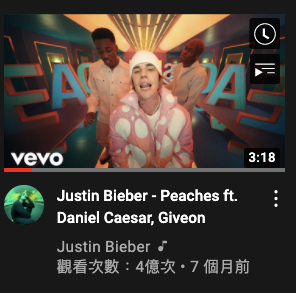 vevo
3:18
Justin Bieber - Peaches ft.
Daniel Caesar, Giveon
Justin Bieber
觀看次數：4億次 • 7 個月前